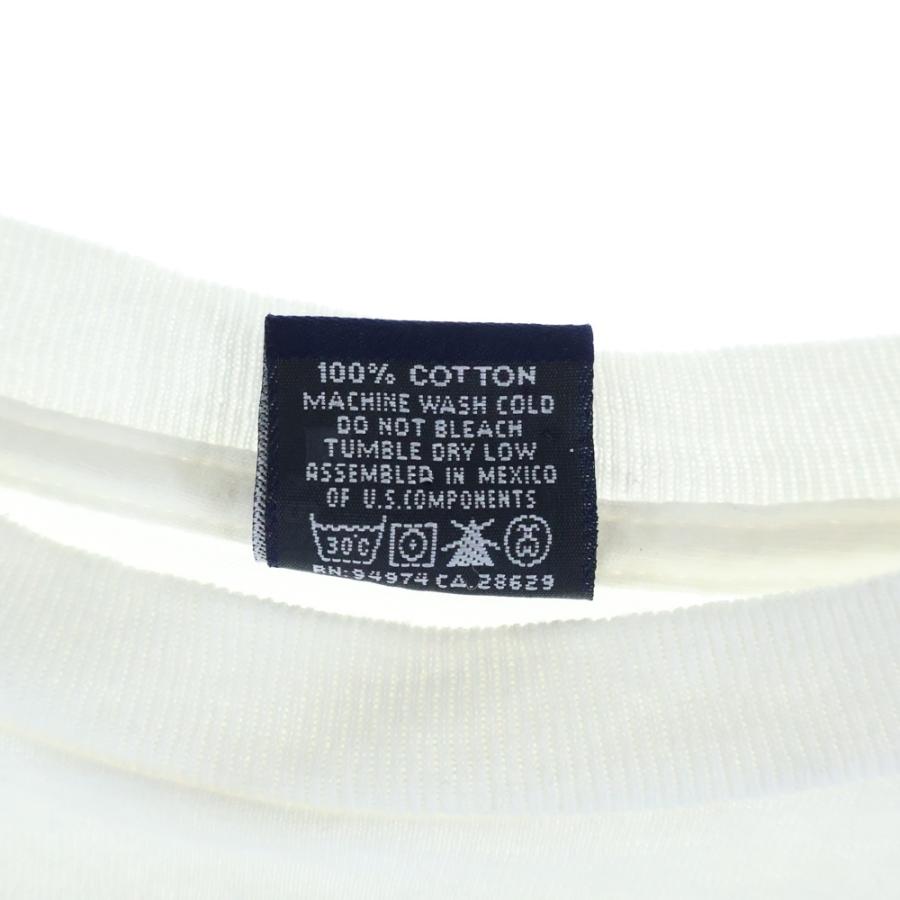 100% COTTON
MACHINE WASH COLD
DO NOT BLEACH
TUMBLE DRY LOW
ASSEMBLED IN MEXICO
OF U.S.COMPONENTS
30C
RN:94974 CA.28629